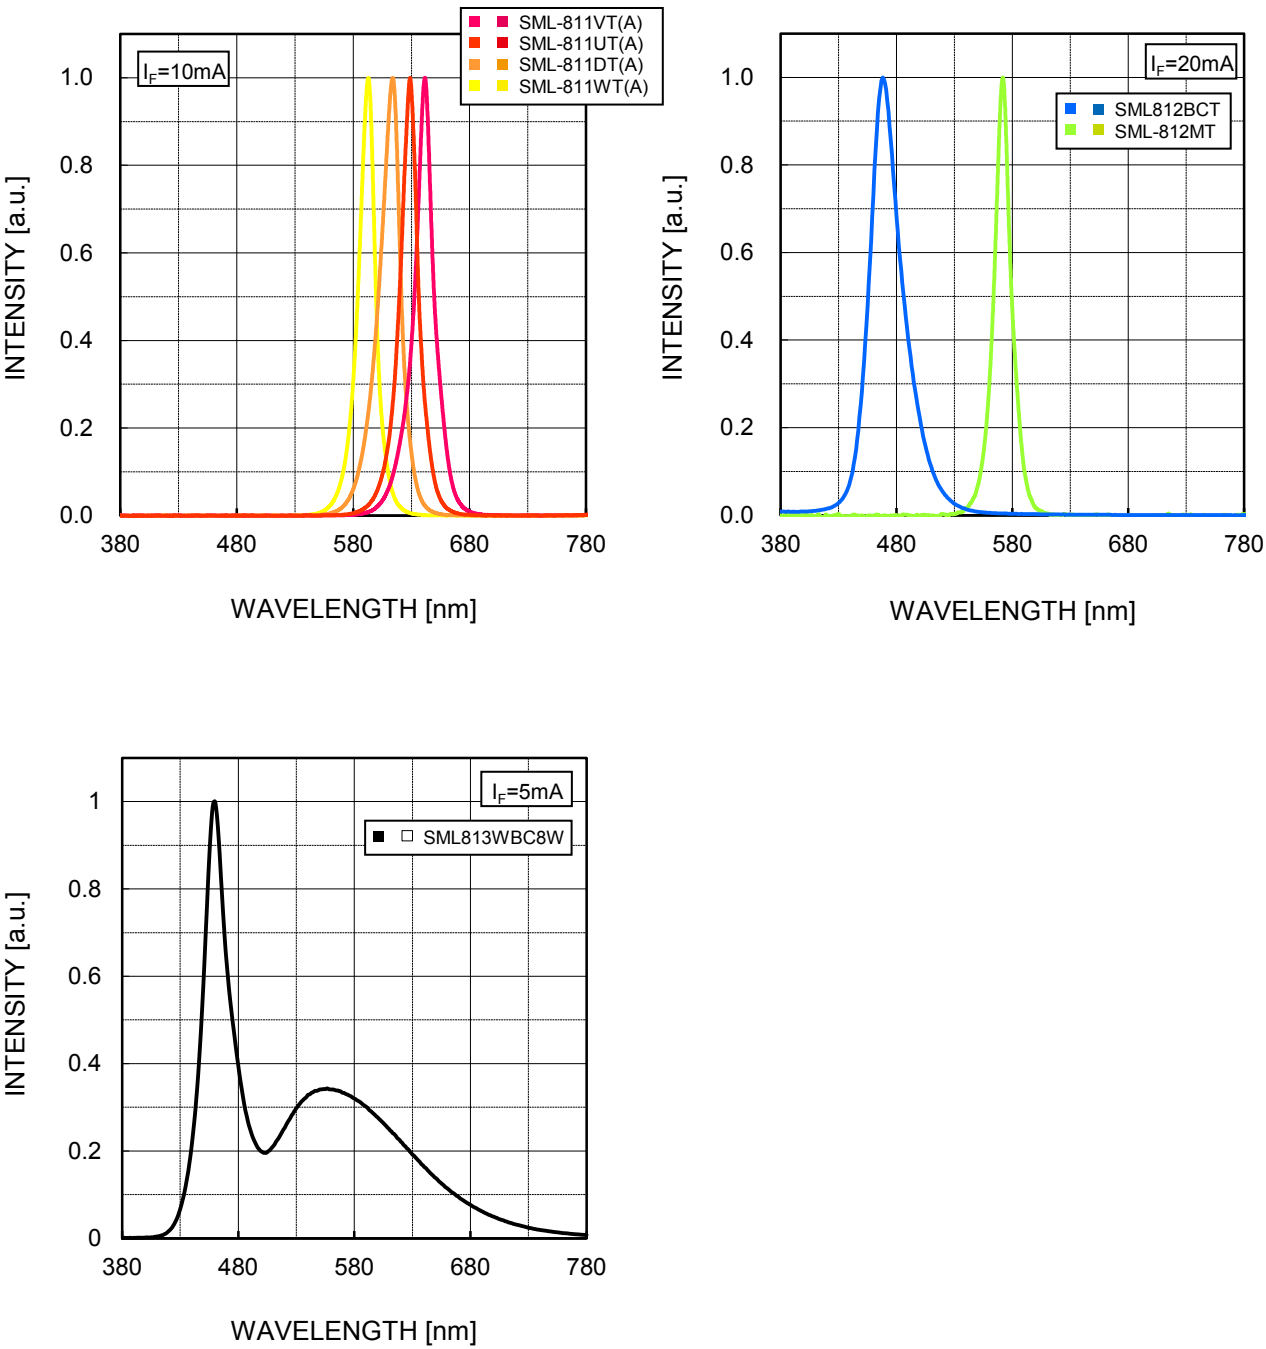 SML-811VT(A)
SML-811UT(A)
SML-811DT(A)
SML-811WT(A)
IF=10mA
1.0
0.8
0.6
0.4
0.2
0.0
INTENSITY [a.u.]
380 480 580 680 780
WAVELENGTH [nm]
IF=20mA
SML812BCT
SML-812MT
1.0
0.8
0.6
0.4
0.2
0.0
INTENSITY [a.u.]
380 480 580 680 780
WAVELENGTH [nm]
IF=5mA
SML813WBC8W
1
0.8
0.6
0.4
0.2
0
INTENSITY [a.u.]
380 480 580 680 780
WAVELENGTH [nm]